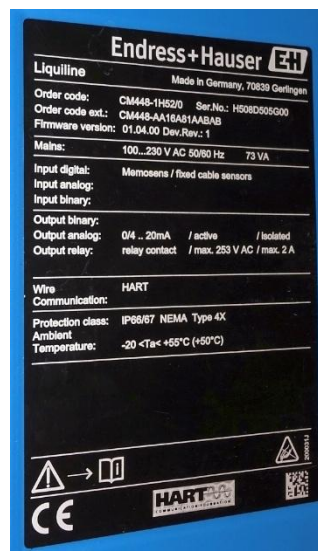 Endress+Hauser EH
Liquiline
Made in Germany, 70839 Gerlingen
Order code: CM448-1H52/0 Ser.No.: H508D505G00
Order code ext.: CM448-AA16A81AABAB
Firmware version: 01.04.00 Dev.Rev.: 1
Mains: 100...230 V AC 50/60 Hz 73 VA
Input digital: Memosens / fixed cable sensors
Input analog:
Input binary:
Output binary:
Output analog: 0/4 .. 20mA / active / isolated
Output relay: relay contact / max. 253 V AC / max. 2 A
Wire
Communication: HART
Protection class: IP66/67 NEMA Type 4X
Ambient
Temperature: -20 <Ta< +55°C (+50°C)
HART
COMMUNICATION FOUNDATION
CE